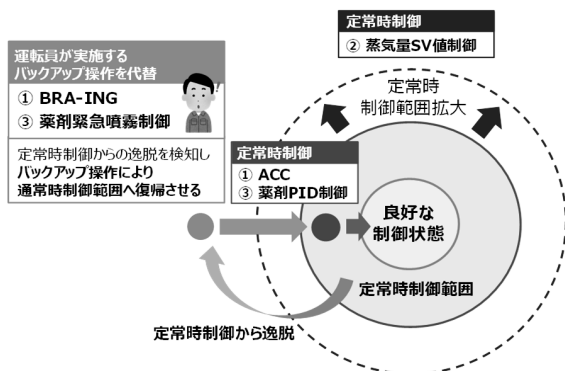 運転員が実施する
バックアップ操作を代替
① BRA-ING
③ 薬剤緊急噴霧制御
定常時制御からの逸脱を検知し
バックアップ操作により
通常時制御範囲へ復帰させる
定常時制御
② 蒸気量SV値制御
定常時
制御範囲拡大
定常時制御
① ACC
③ 薬剤PID制御
良好な
制御状態
定常時制御範囲
定常時制御から逸脱